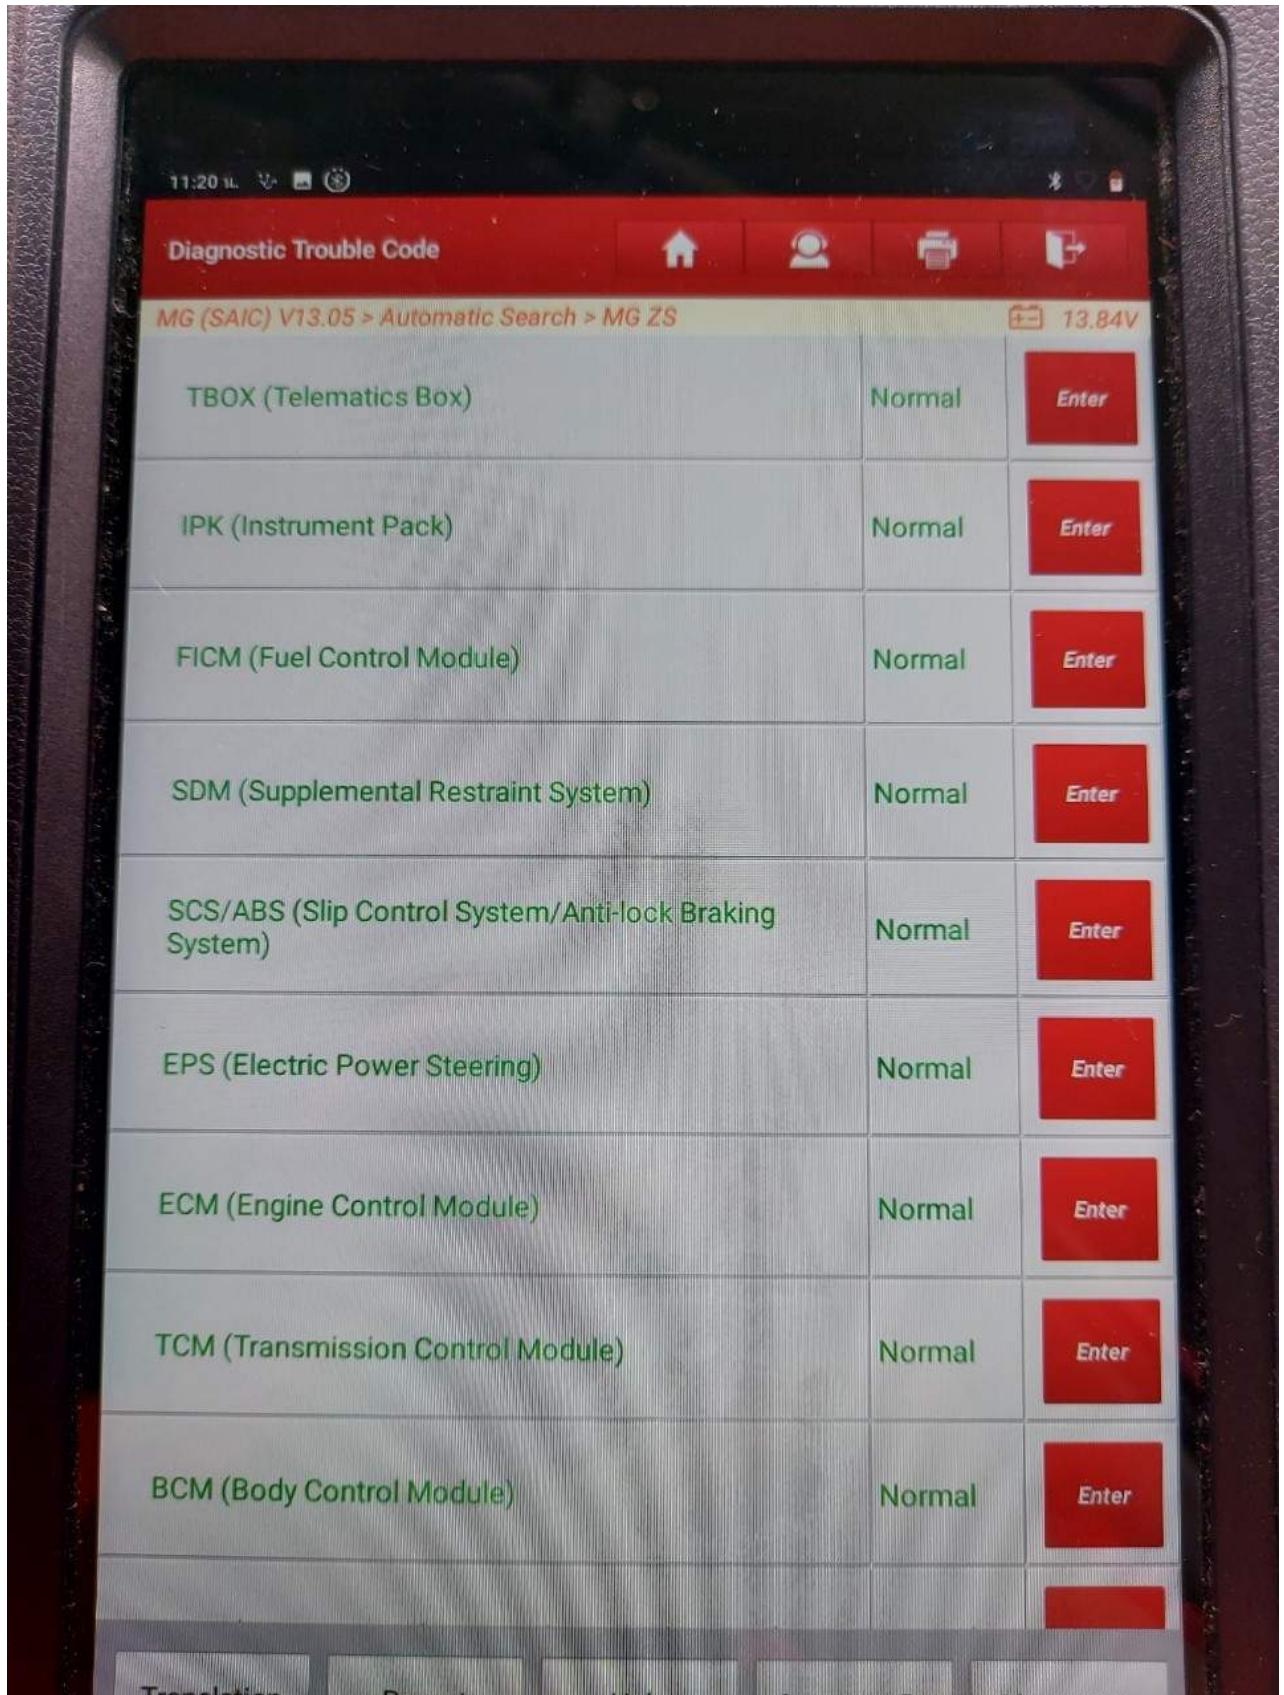 11:20 น.
Diagnostic Trouble Code
MG (SAIC) V13.05 > Automatic Search > MG ZS 13.84V
TBOX (Telematics Box) Normal Enter
IPK (Instrument Pack) Normal Enter
FICM (Fuel Control Module) Normal Enter
SDM (Supplemental Restraint System) Normal Enter
SCS/ABS (Slip Control System/Anti-lock Braking
System) Normal Enter
EPS (Electric Power Steering) Normal Enter
ECM (Engine Control Module) Normal Enter
TCM (Transmission Control Module) Normal Enter
BCM (Body Control Module) Normal Enter
Translation